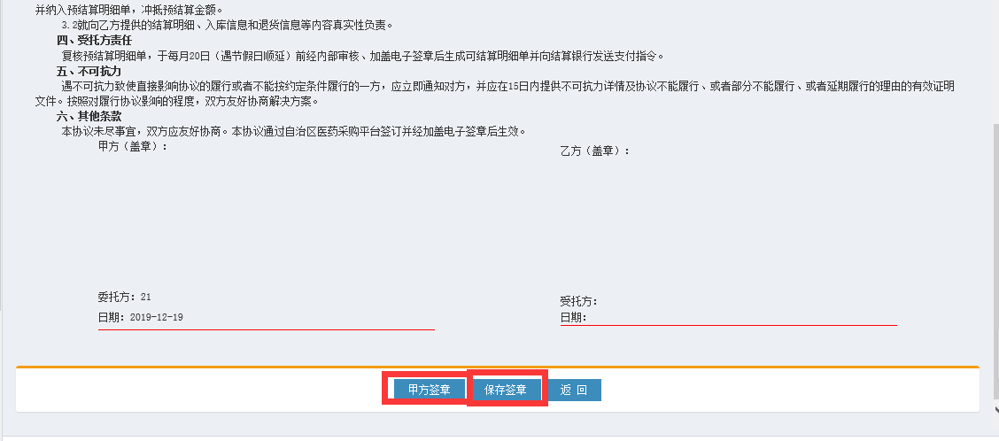 并纳入预结算明细单，冲抵预结算金额。
3.2就向乙方提供的结算明细、入库信息和退货信息等内容真实性负责。
四、受托方责任
复核预结算明细单，于每月20日（遇节假日顺延）前经内部审核、加盖电子签章后生成可结算明细单并向结算银行发送支付指令。
五、不可抗力
遇不可抗力致使直接影响协议的履行或者不能按约定条件履行的一方，应立即通知对方，并应在15日内提供不可抗力详情及协议不能履行、或者部分不能履行、或者延期履行的理由的有效证明
文件。按照对履行协议影响的程度，双方友好协商解决方案。
六、其他条款
本协议未尽事宜，双方应友好协商。本协议通过自治区医药采购平台签订并经加盖电子签章后生效。
甲方（盖章）：
乙方（盖章）：
委托方：21
受托方：
日期：2019-12-19
日期：
甲方签章 保存签章 返 回